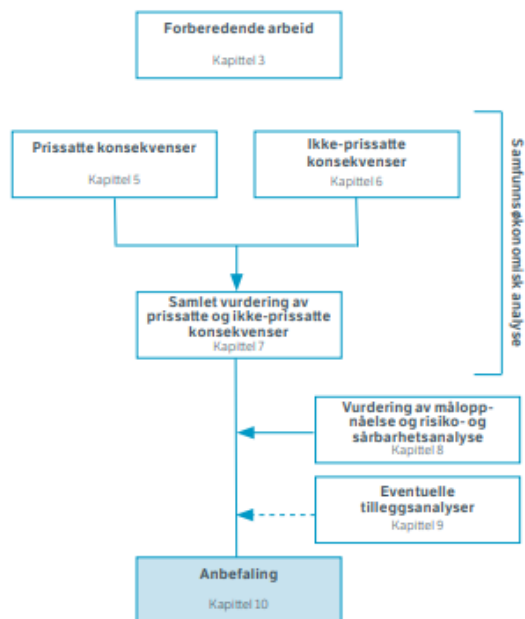 Forberedende arbeid
Kapittel 3
Prissatte konsekvenser
Kapittel 5
Ikke-prissatte
konsekvenser
Kapittel 6
Samfunnsøkonomisk analyse
Samlet vurdering av
prissatte og ikke-prissatte
konsekvenser
Kapittel 7
Vurdering av målopp-
nåelse og risiko- og
sårbarhetsanalyse
Kapittel 8
Eventuelle
tilleggsanalyser
Kapittel 9
Anbefaling
Kapittel 10